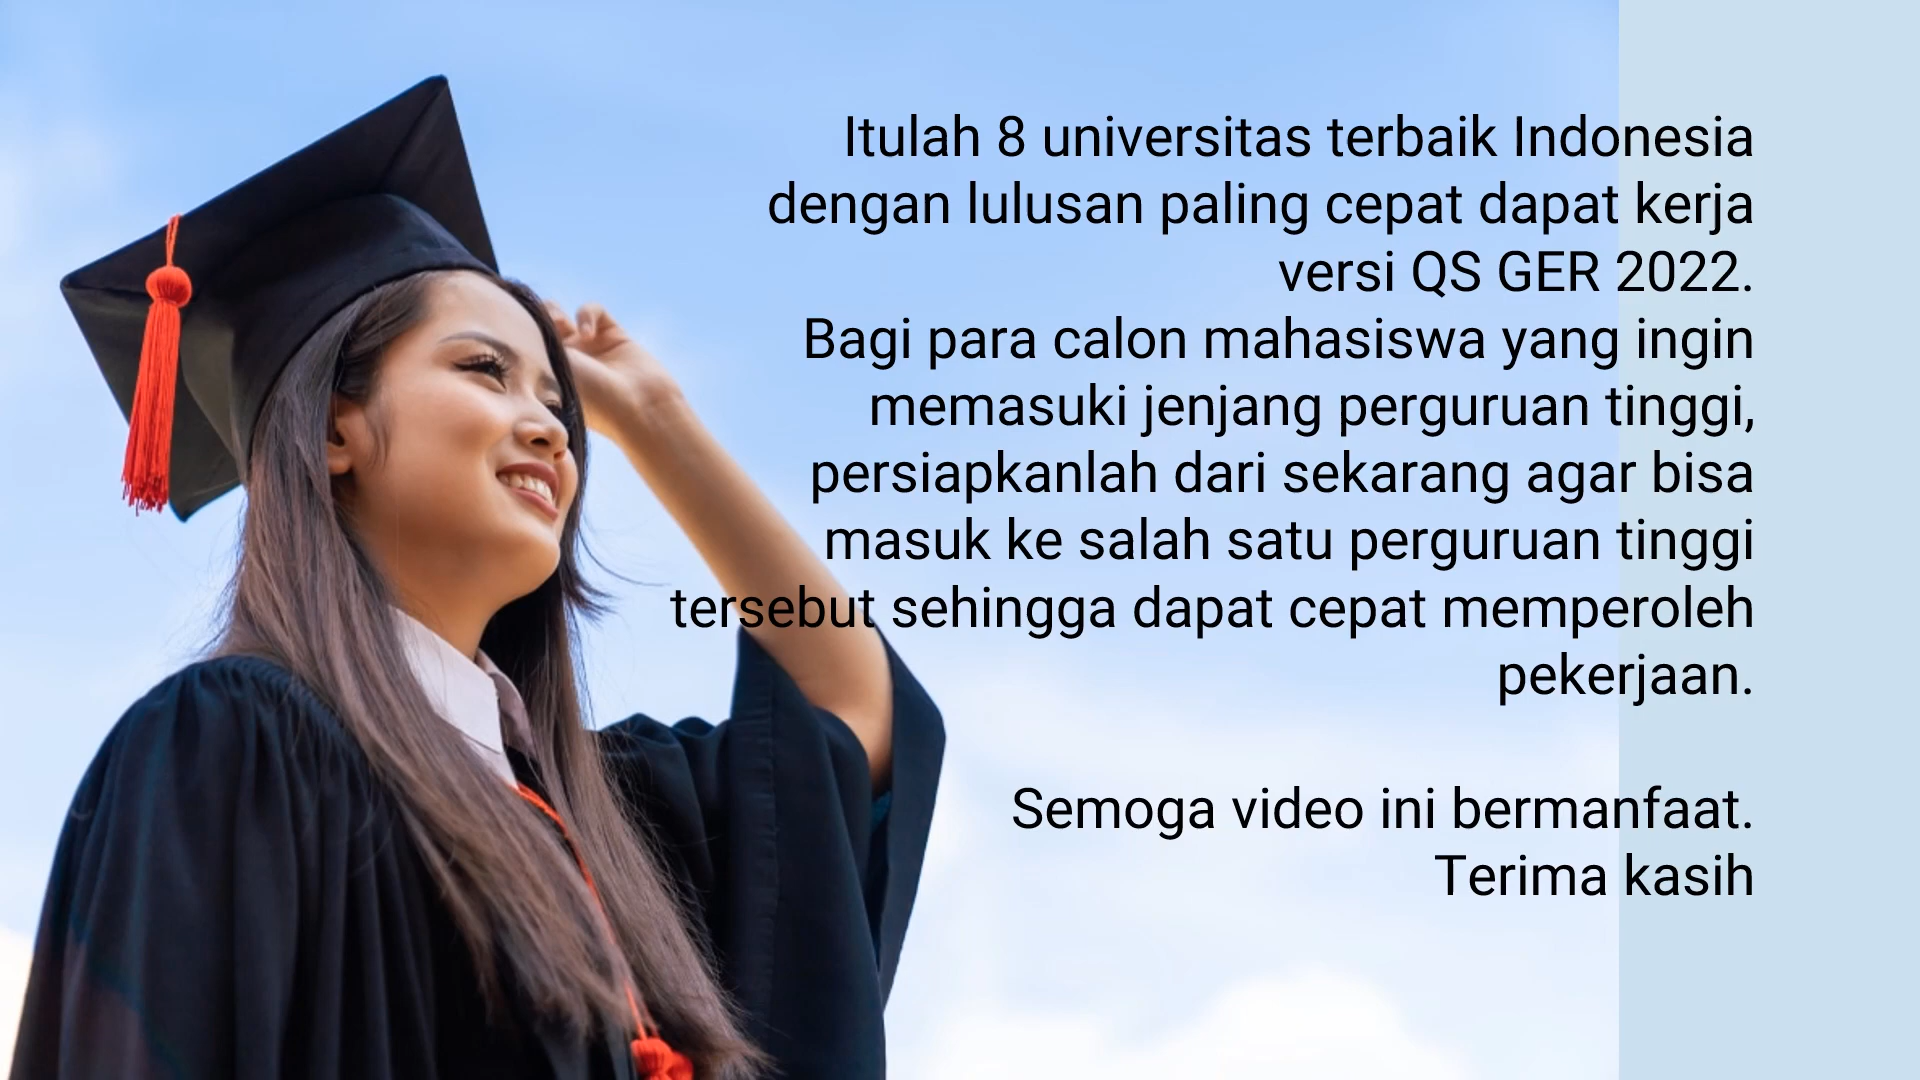 Itulah 8 universitas terbaik Indonesia
dengan lulusan paling cepat dapat kerja
versi QS GER 2022.
Bagi para calon mahasiswa yang ingin
memasuki jenjang perguruan tinggi,
persiapkanlah dari sekarang agar bisa
masuk ke salah satu perguruan tinggi
tersebut sehingga dapat cepat memperoleh
pekerjaan.
Semoga video ini bermanfaat.
Terima kasih